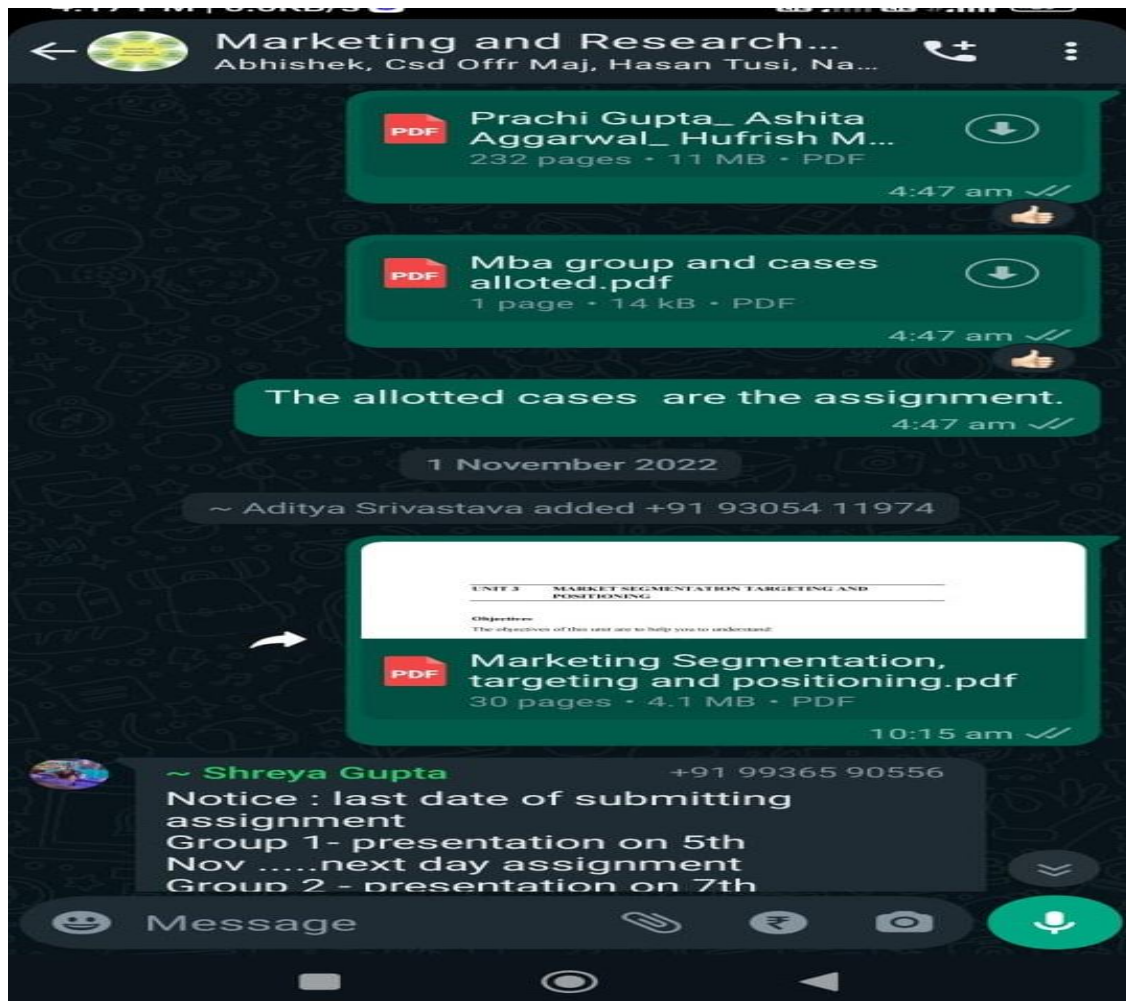 Marketing and Research...
Abhishek, Csd Offr Maj, Hasan Tusi, Na...
PDF
Prachi Gupta_ Ashita
Aggarwal_ Hufrish M...
232 pages • 11 MB • PDF
4:47 am
PDF
Mba group and cases
alloted.pdf
1 page • 14 kB • PDF
4:47 am
The allotted cases are the assignment.
4:47 am
1 November 2022
~ Aditya Srivastava added +91 93054 11974
UNIT 3 MARKET SEGMENTATION TARGETING AND
POSITIONING
Objectives
The objectives of this unit are to help you to understand:
PDF
Marketing Segmentation,
targeting and positioning.pdf
30 pages • 4.1 MB • PDF
10:15 am
~ Shreya Gupta +91 99365 90556
Notice : last date of submitting
assignment
Group 1- presentation on 5th
Nov .....next day assignment
Group 2 - presentation on 7th
Message